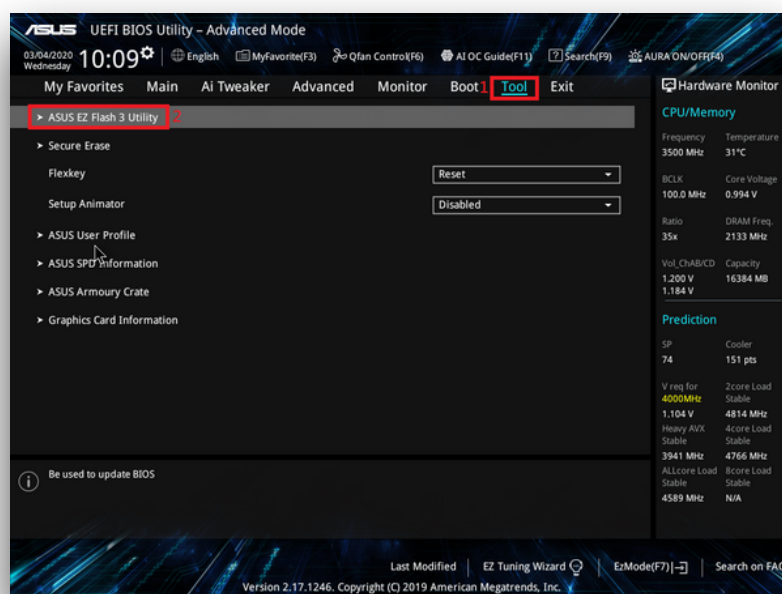 ASUS UEFI BIOS Utility – Advanced Mode
03/04/2020 Wednesday 10:09 English MyFavorite(F3) Qfan Control(F6) AI OC Guide(F11) ? Search(F9) AURA ON/OFF(F4)
My Favorites Main Ai Tweaker Advanced Monitor Boot 1 Tool Exit
Hardware Monitor
ASUS EZ Flash 3 Utility 2
Secure Erase
Flexkey Reset
Setup Animator Disabled
ASUS User Profile
ASUS SPD Information
ASUS Armoury Crate
Graphics Card Information
CPU/Memory
Frequency Temperature
3500 MHz 31°C
BCLK Core Voltage
100.0 MHz 0.994 V
Ratio DRAM Freq.
35x 2133 MHz
Vol_ChAB/CD Capacity
1.200 V 16384 MB
1.184 V
Prediction
SP Cooler
74 151 pts
V req for 2core Load
4000MHz Stable
1.104 V 4814 MHz
Heavy AVX 4core Load
Stable Stable
3941 MHz 4766 MHz
ALLcore Load 8core Load
Stable Stable
4589 MHz N/A
i Be used to update BIOS
Last Modified EZ Tuning Wizard EzMode(F7) Search on FAQ
Version 2.17.1246. Copyright (C) 2019 American Megatrends, Inc.